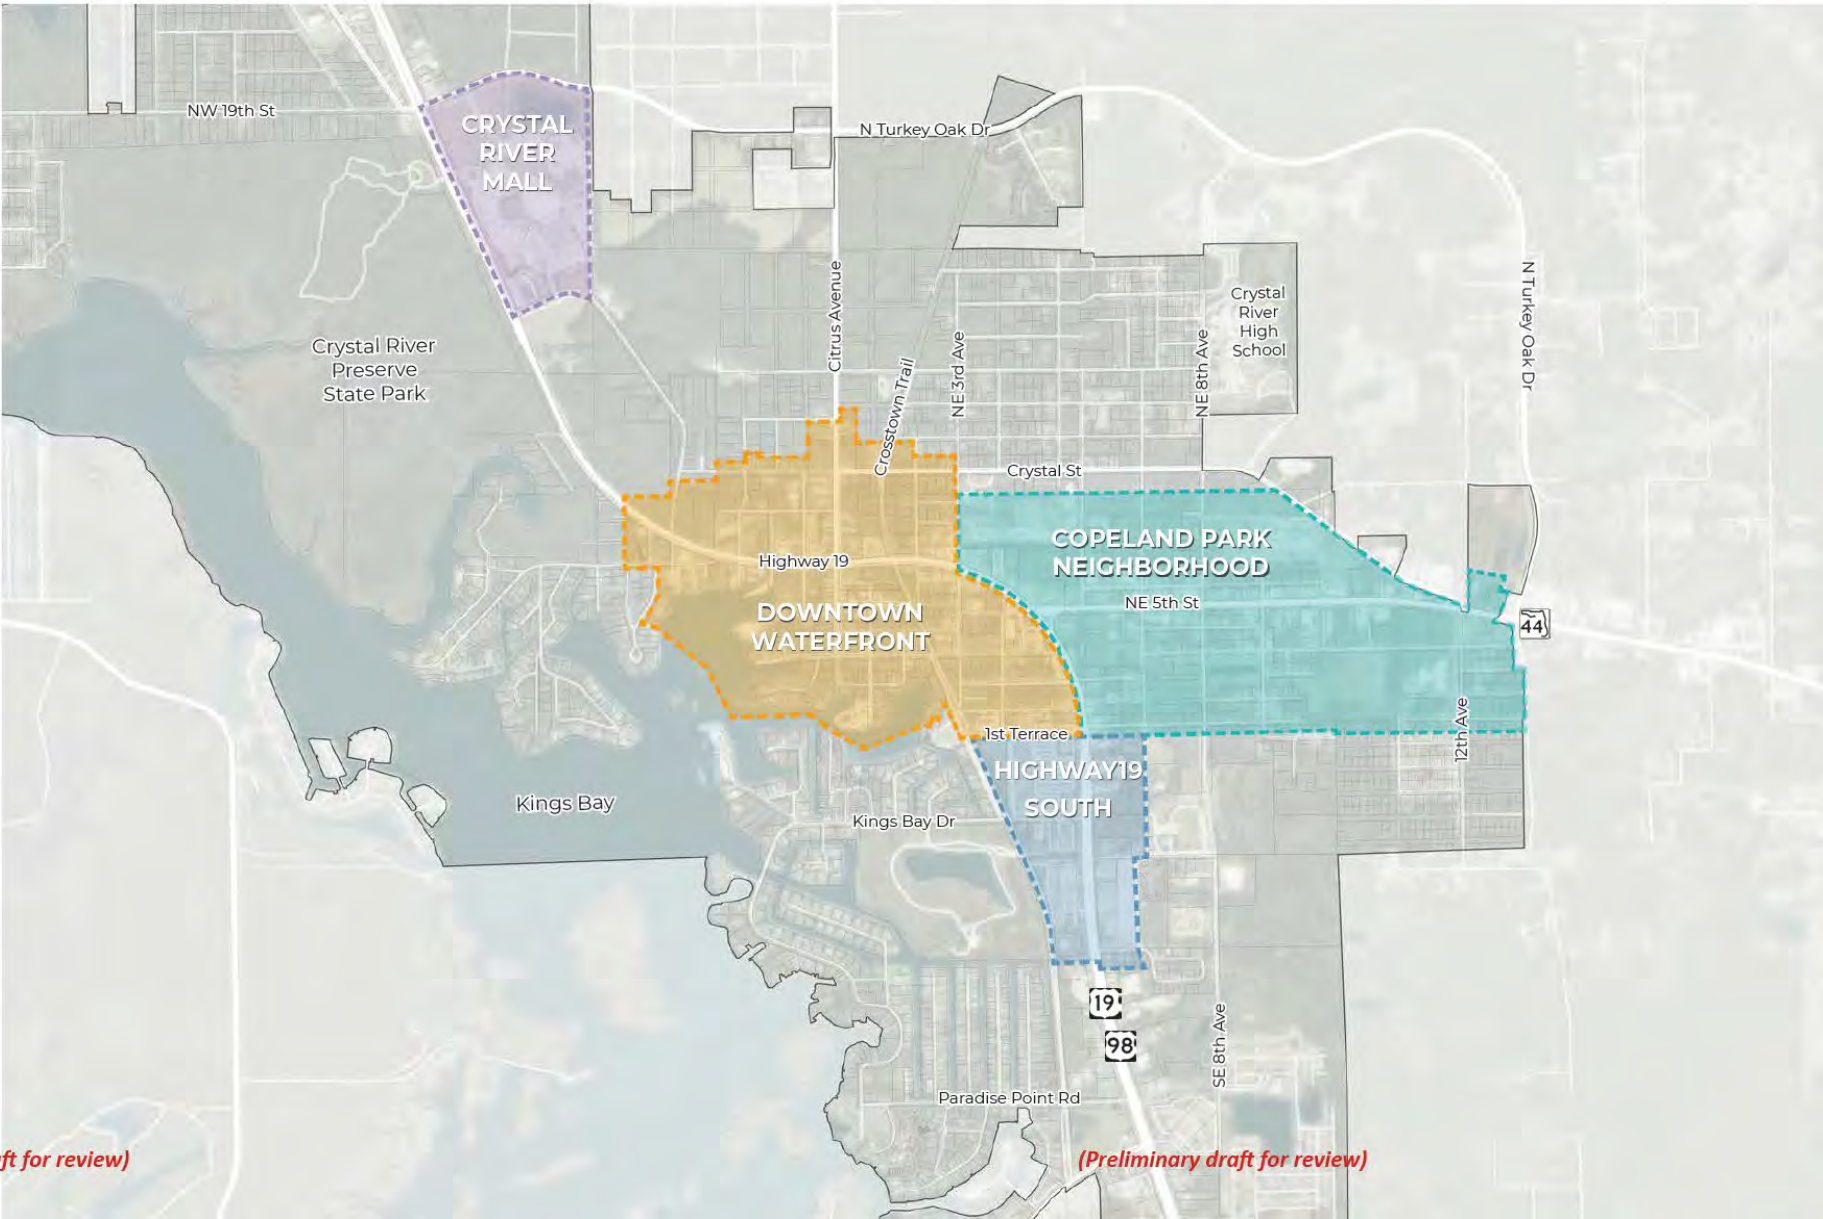 NW 19th St
CRYSTAL
RIVER
MALL
N Turkey Oak Dr
Crystal River
Preserve
State Park
Citrus Avenue
Crosstown Trail
NE 3rd Ave
NE 8th Ave
Crystal
River
High
School
N Turkey Oak Dr
Crystal St
Highway 19
DOWNTOWN
WATERFRONT
COPELAND PARK
NEIGHBORHOOD
NE 5th St
44
12th Ave
1st Terrace
HIGHWAY19
SOUTH
Kings Bay
Kings Bay Dr
19
98
SE 8th Ave
Paradise Point Rd
ft for review)
(Preliminary draft for review)